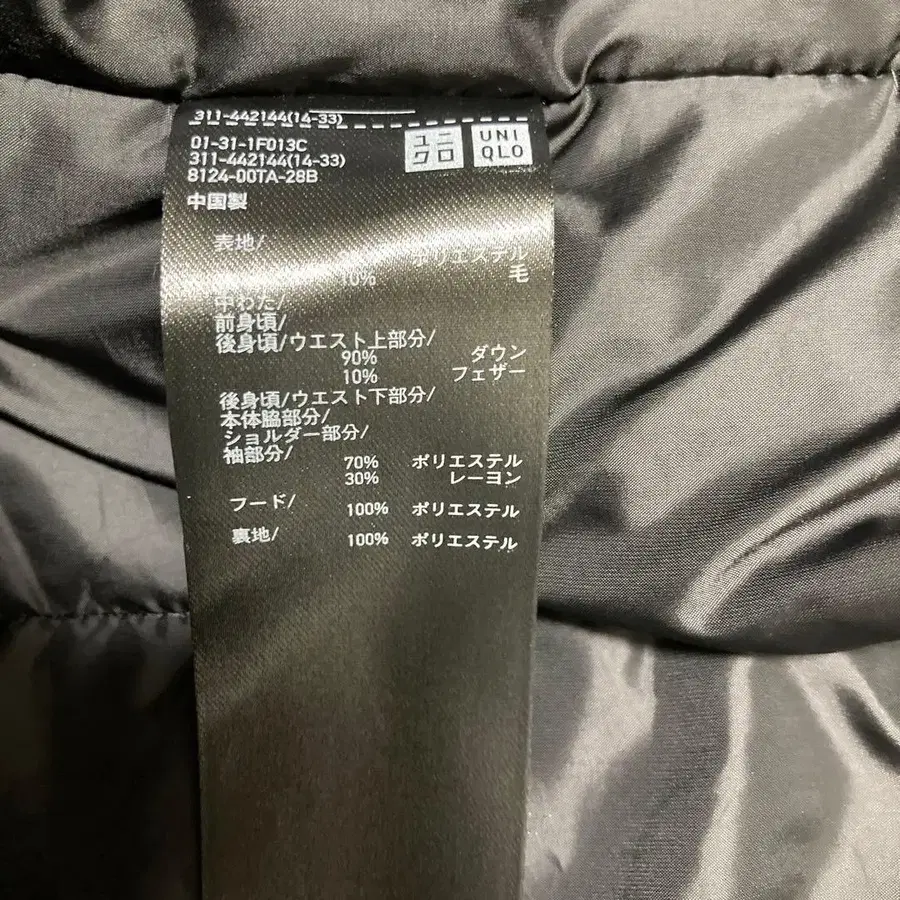 311-442144(14-33)
01-31-1F013C
311-442144(14-33)
8124-00TA-28B
ユニ
クロ
UNI
QLO
中国製
表地/
ポリエステル
10% 毛
中わた/
前身頃/
後身頃/ウエスト上部分/
90% ダウン
10% フェザー
後身頃/ウエスト下部分/
本体脇部分/
ショルダー部分/
袖部分/
70% ポリエステル
30% レーヨン
フード/
100% ポリエステル
裏地/
100% ポリエステル